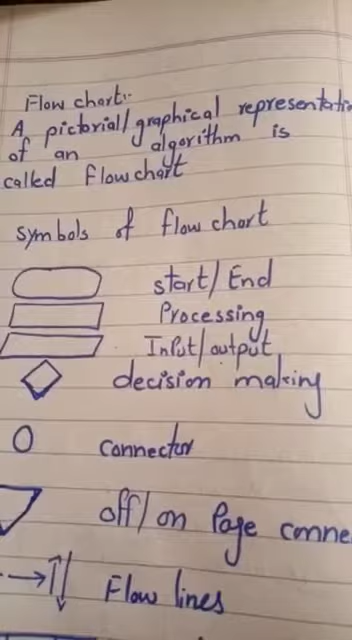 Flow chart:-
A pictorial/graphical representatio
of an algorithm is
called flowchart
symbols of flow chart
start/End
Processing
Input/output
decision making
connector
off/on Page conne
Flow lines